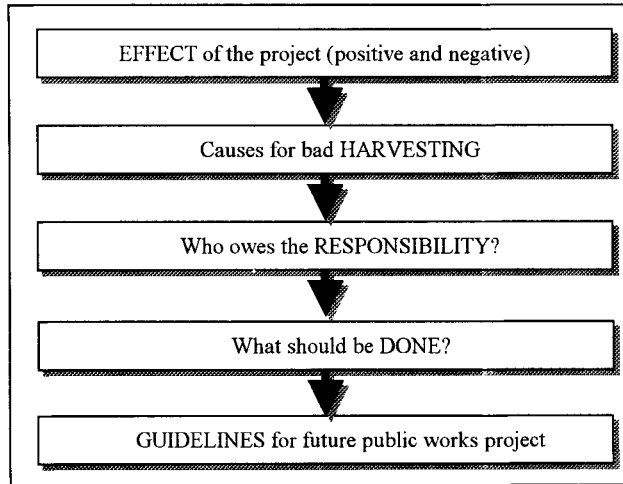 EFFECT of the project (positive and negative)
Causes for bad HARVESTING
Who owes the RESPONSIBILITY?
What should be DONE?
GUIDELINES for future public works project